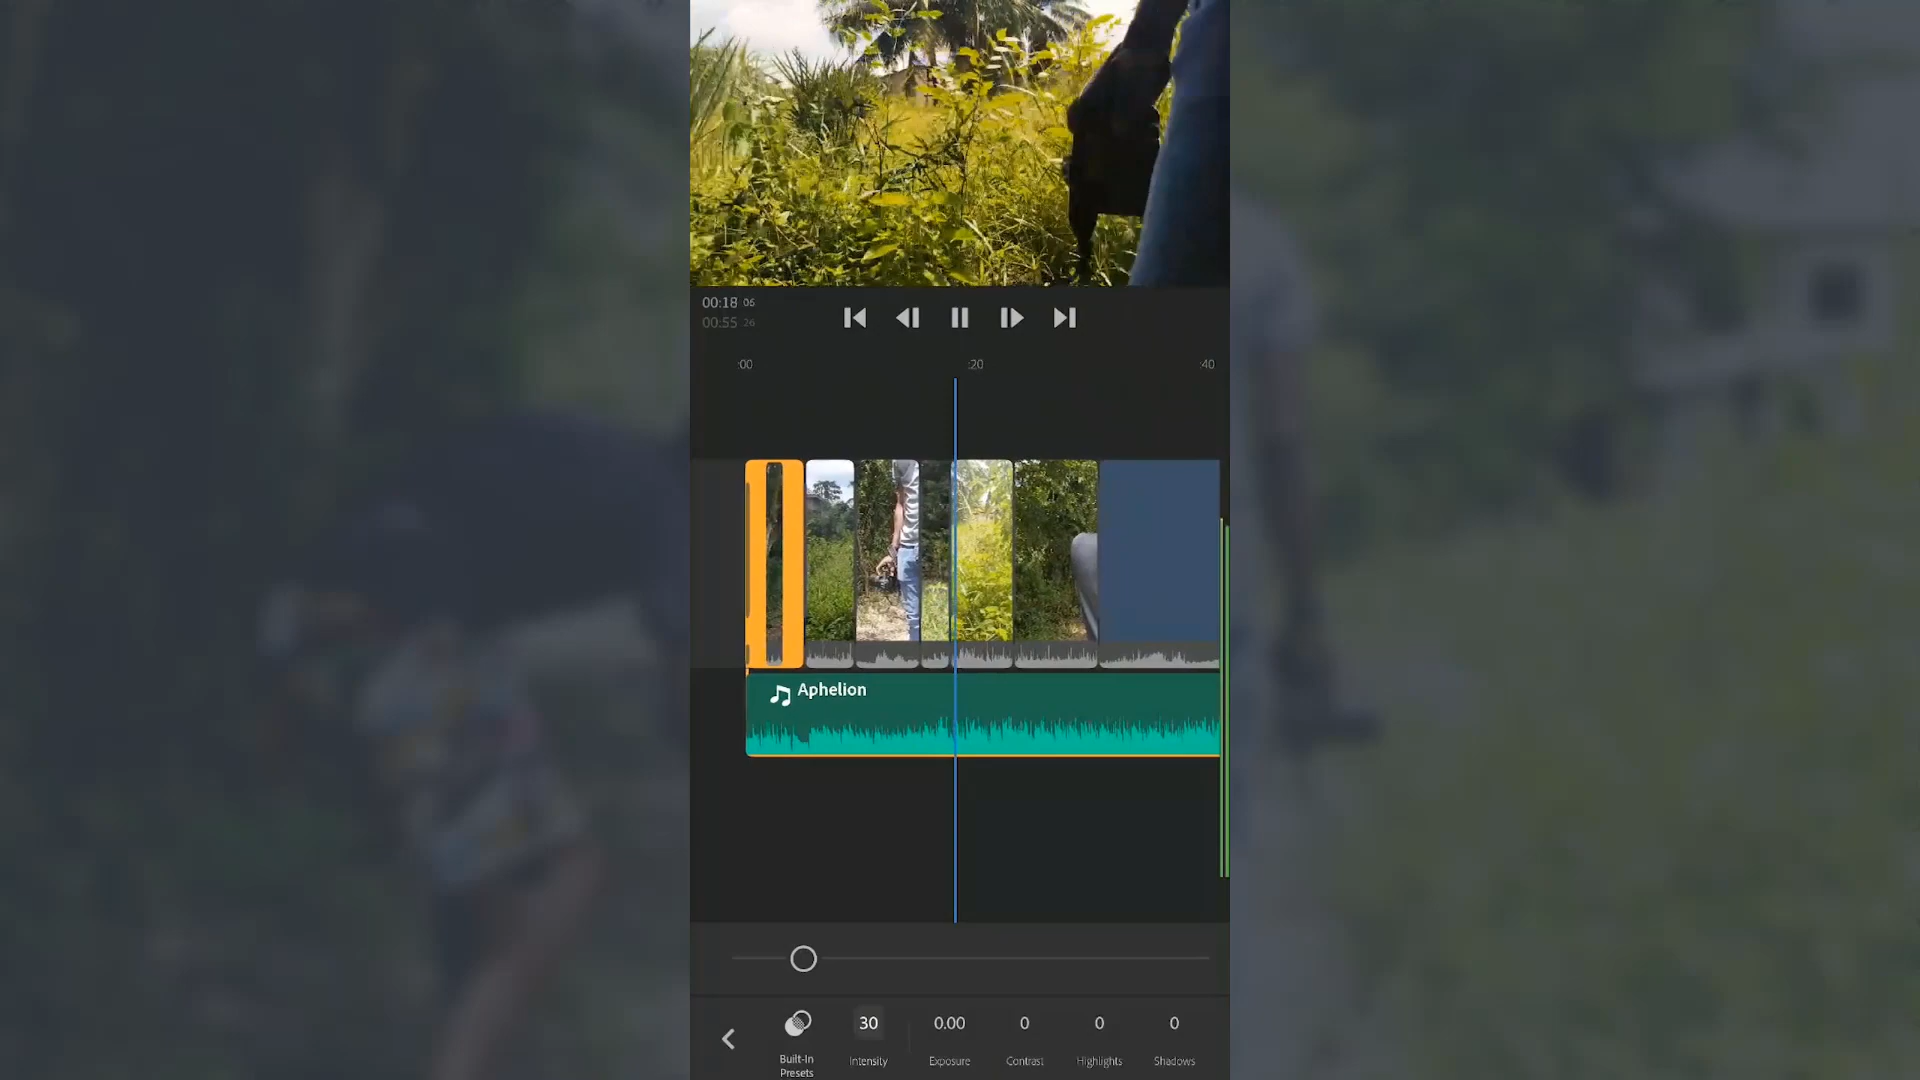 00:18 06
00:55 26
:00 :20 :40
Aphelion
30 0.00 0 0 0
Built-In
Presets
Intensity Exposure Contrast Highlights Shadows